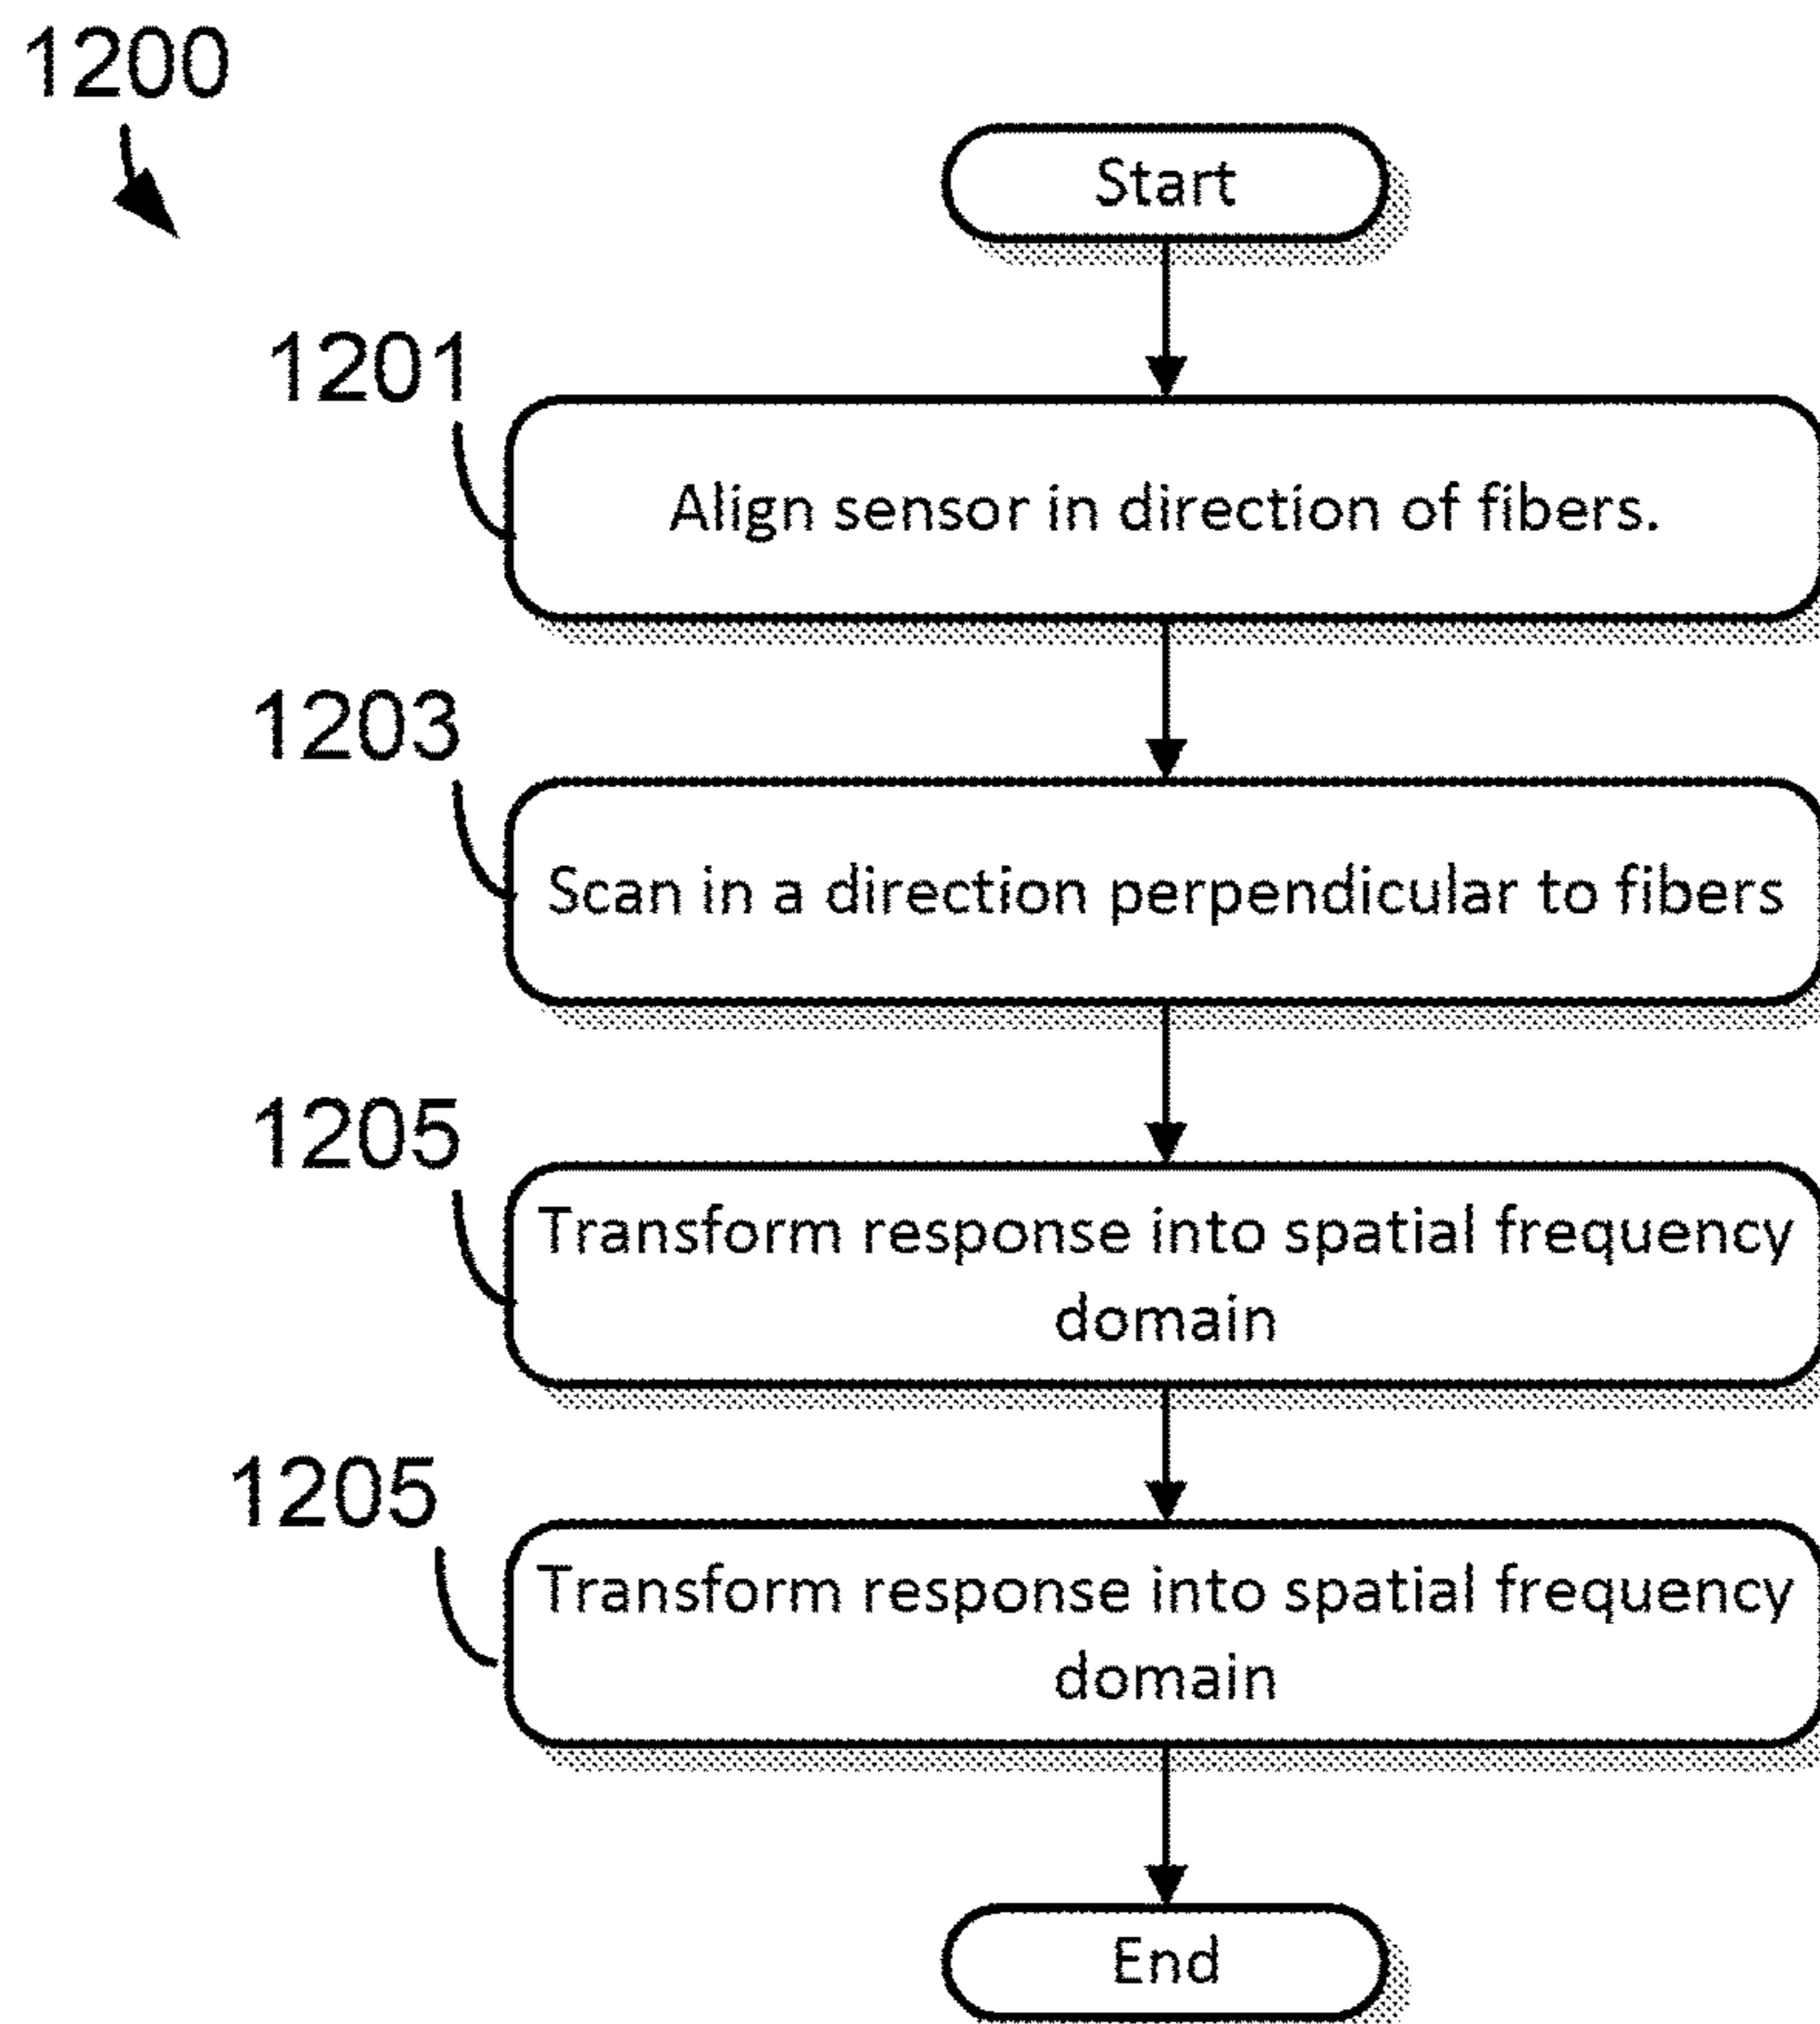 1200
Start
1201
Align sensor in direction of fibers.
1203
Scan in a direction perpendicular to fibers
1205
Transform response into spatial frequency
domain
1205
Transform response into spatial frequency
domain
End